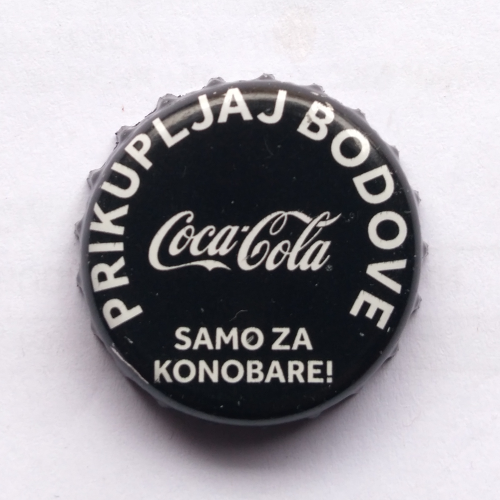 PRIKUPLJAJ BODOVE
Coca-Cola
SAMO ZA
KONOBARE!